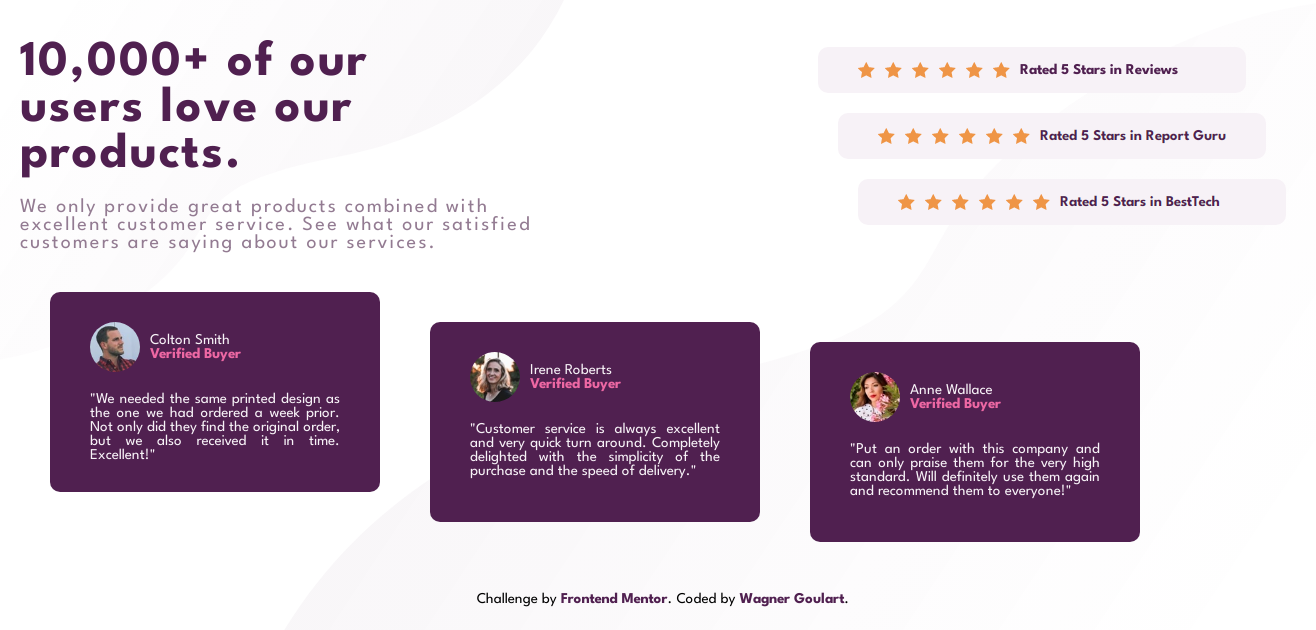 10,000+ of our
users love our
products.
We only provide great products combined with
excellent customer service. See what our satisfied
customers are saying about our services.
Rated 5 Stars in Reviews
Rated 5 Stars in Report Guru
Rated 5 Stars in BestTech
Colton Smith
Verified Buyer
"We needed the same printed design as
the one we had ordered a week prior.
Not only did they find the original order,
but we also received it in time.
Excellent!"
Irene Roberts
Verified Buyer
"Customer service is always excellent
and very quick turn around. Completely
delighted with the simplicity of the
purchase and the speed of delivery."
Anne Wallace
Verified Buyer
"Put an order with this company and
can only praise them for the very high
standard. Will definitely use them again
and recommend them to everyone!"
Challenge by Frontend Mentor. Coded by Wagner Goulart.